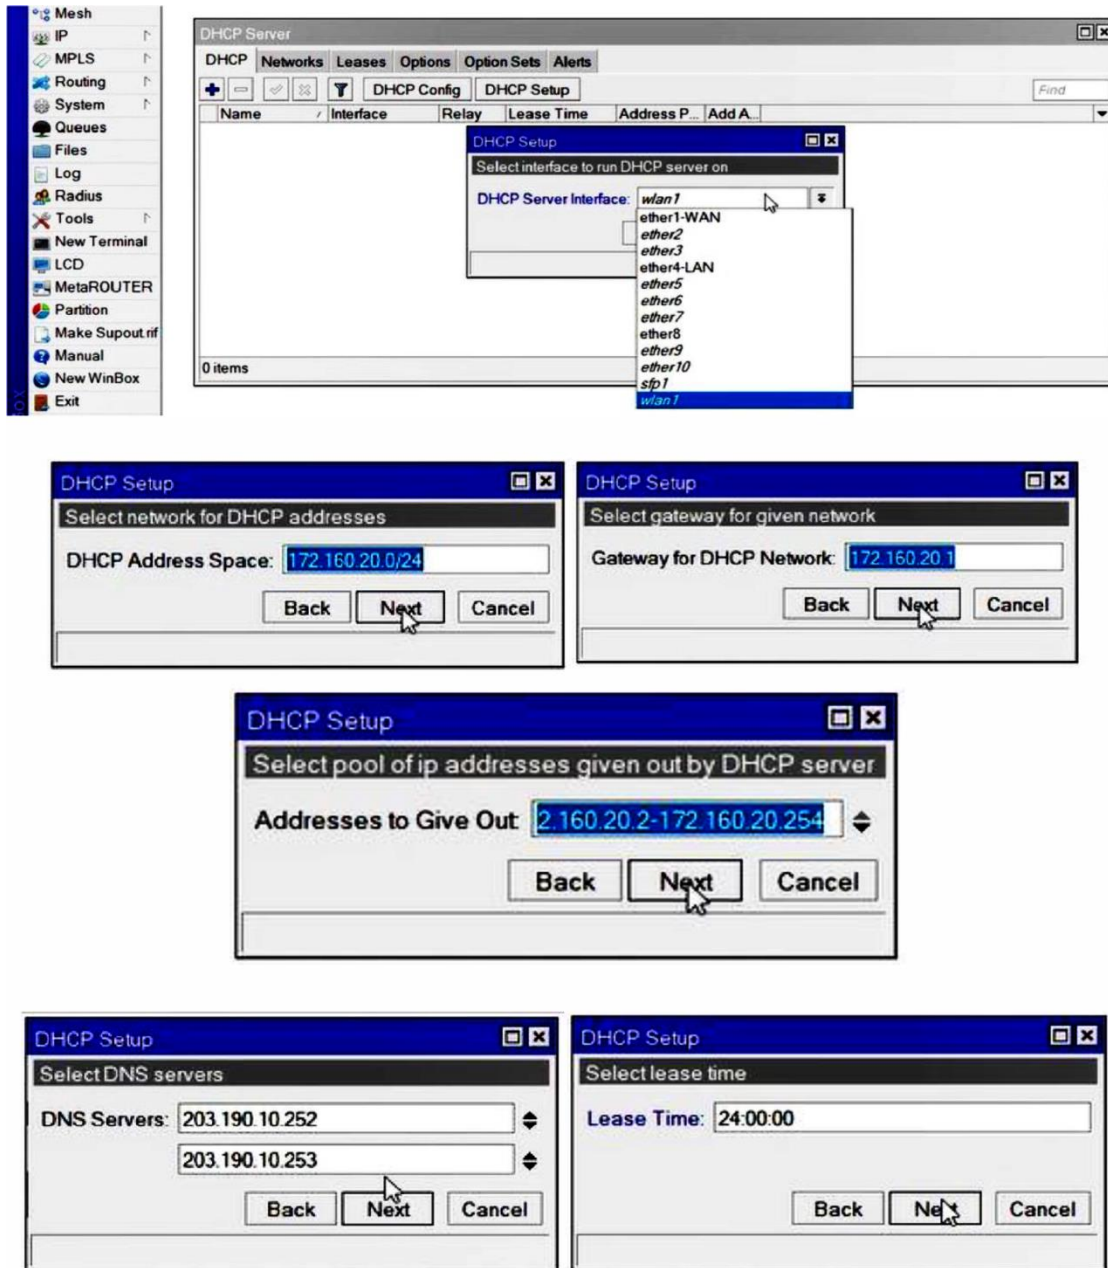 Mesh
IP
MPLS
Routing
System
Queues
Files
Log
Radius
Tools
New Terminal
LCD
MetaROUTER
Partition
Make Supout.rif
Manual
New WinBox
Exit
DHCP Server
DHCP Networks Leases Options Option Sets Alerts
DHCP Config DHCP Setup Find
Name Interface Relay Lease Time Address P... Add A...
DHCP Setup
Select interface to run DHCP server on
DHCP Server Interface: wlan1
ether1-WAN
ether2
ether3
ether4-LAN
ether5
ether6
ether7
ether8
ether9
ether10
sfp1
wlan1
0 items
DHCP Setup
Select network for DHCP addresses
DHCP Address Space: 172.160.20.0/24
Back Next Cancel
DHCP Setup
Select gateway for given network
Gateway for DHCP Network: 172.160.20.1
Back Next Cancel
DHCP Setup
Select pool of ip addresses given out by DHCP server
Addresses to Give Out: 2.160.20.2-172.160.20.254
Back Next Cancel
DHCP Setup
Select DNS servers
DNS Servers: 203.190.10.252
203.190.10.253
Back Next Cancel
DHCP Setup
Select lease time
Lease Time: 24:00:00
Back Next Cancel